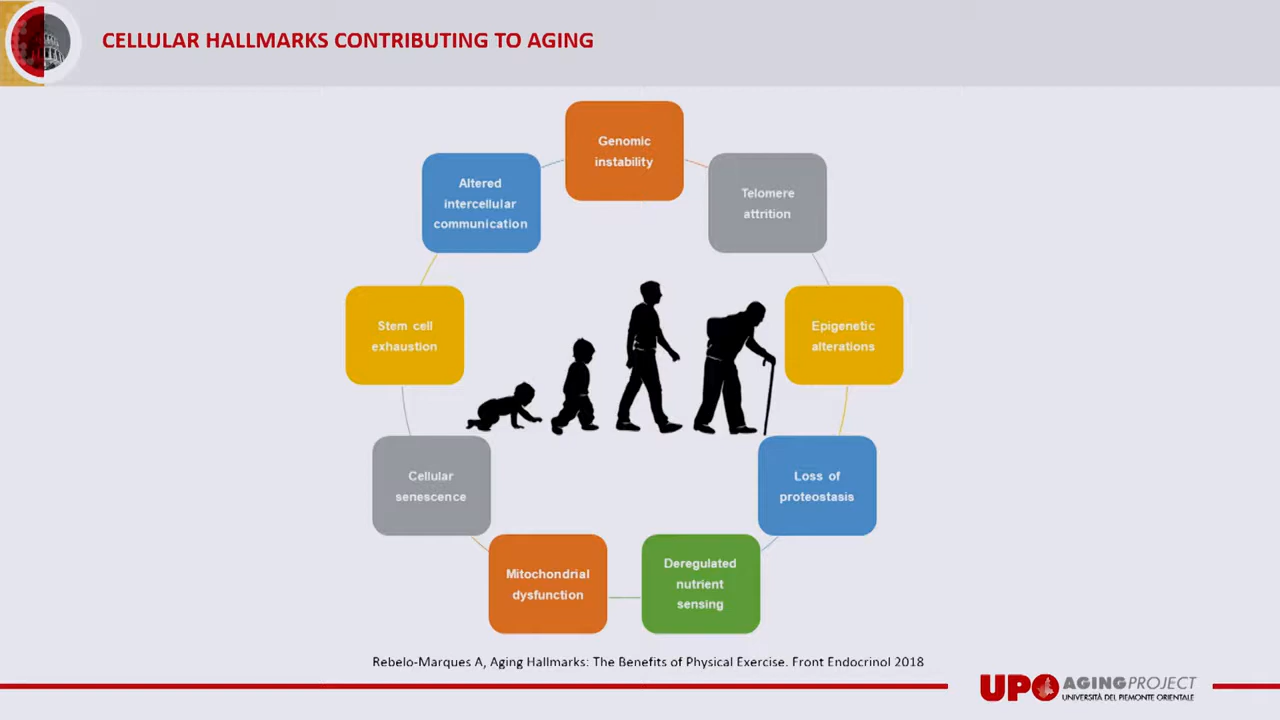 CELLULAR HALLMARKS CONTRIBUTING TO AGING
Genomic
instability
Telomere
attrition
Epigenetic
alterations
Loss of
proteostasis
Deregulated
nutrient
sensing
Mitochondrial
dysfunction
Cellular
senescence
Stem cell
exhaustion
Altered
intercellular
communication
Rebelo-Marques A, Aging Hallmarks: The Benefits of Physical Exercise. Front Endocrinol 2018
UPO AGINGPROJECT
UNIVERSITÀ DEL PIEMONTE ORIENTALE